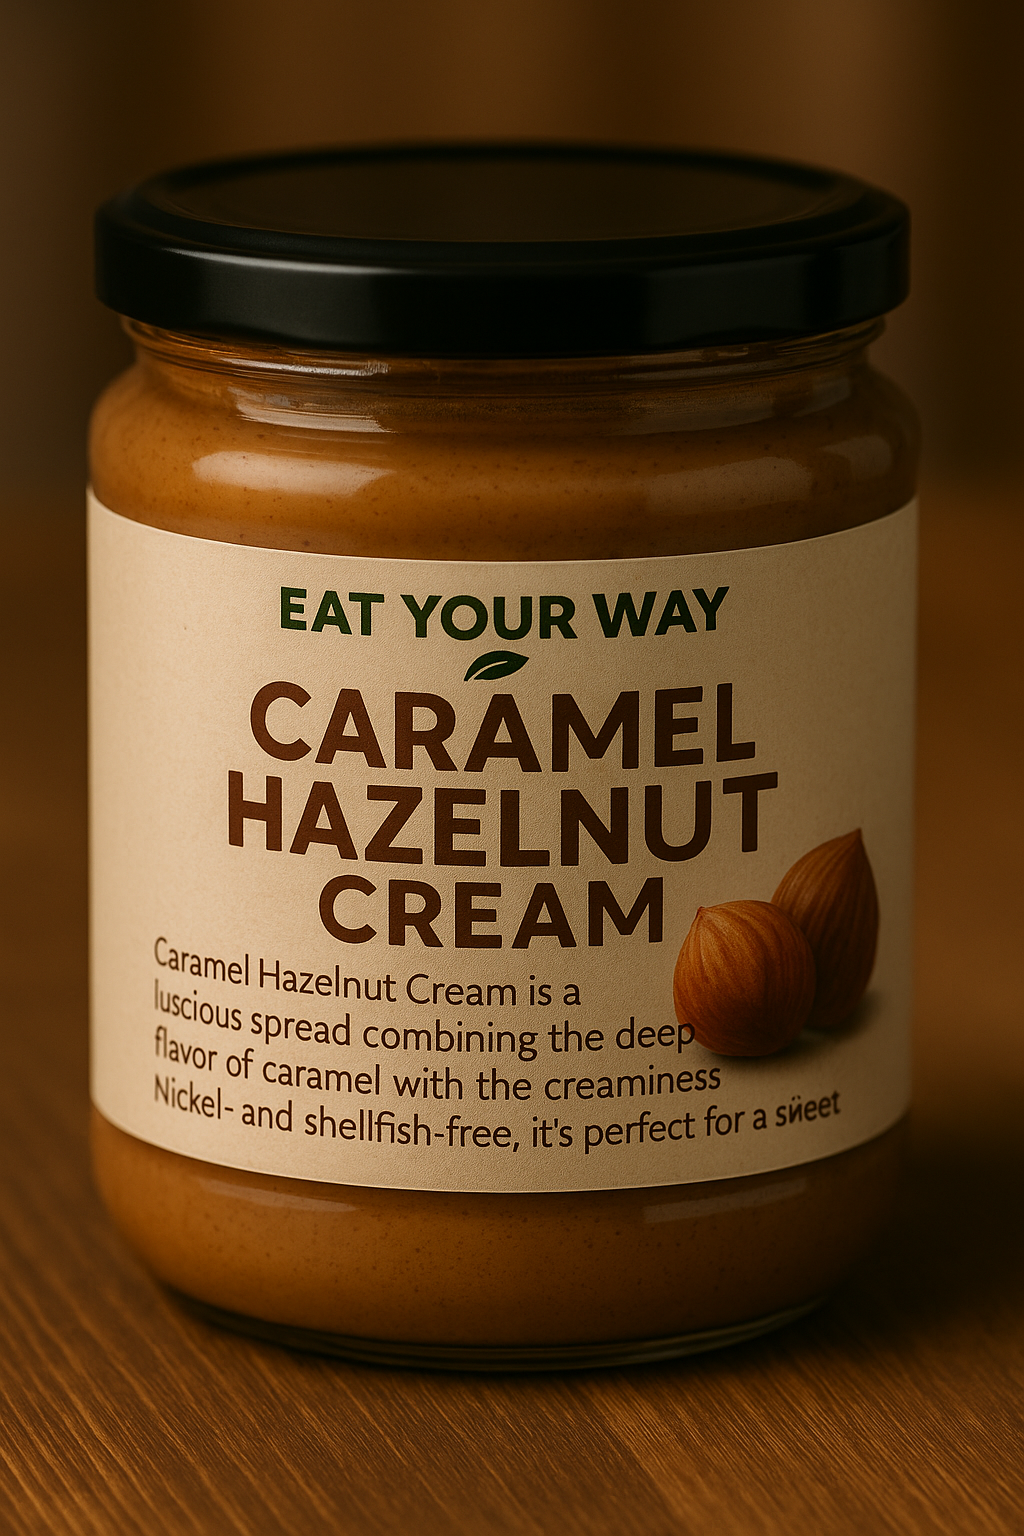 EAT YOUR WAY
CARAMEL
HAZELNUT
CREAM
Caramel Hazelnut Cream is a
luscious spread combining the deep
flavor of caramel with the creaminess
Nickel- and shellfish-free, it's perfect for a